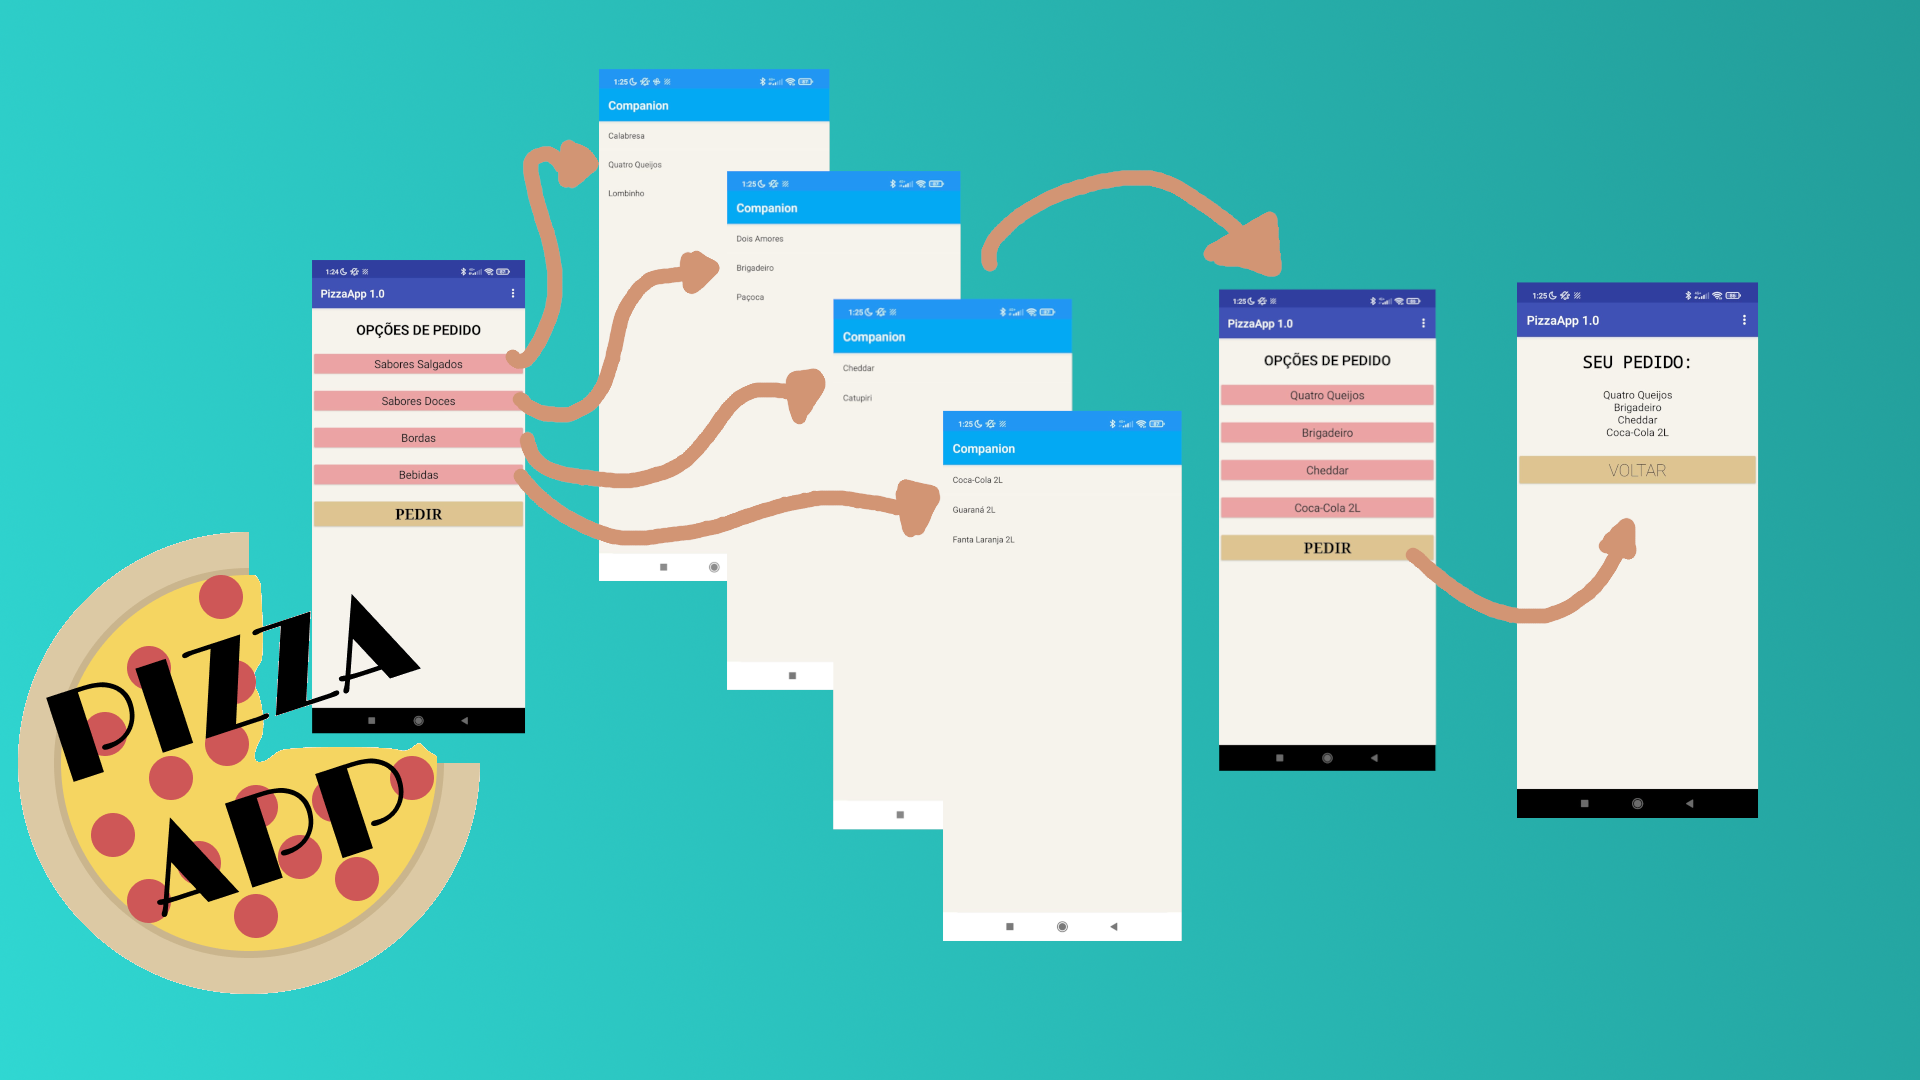 1:24
PizzaApp 1.0
OPÇÕES DE PEDIDO
Sabores Salgados
Sabores Doces
Bordas
Bebidas
PEDIR
PIZZA
APP
1:25
Companion
Calabresa
Quatro Queijos
Lombinho
1:25
Companion
Dois Amores
Brigadeiro
Paçoca
1:25
Companion
Cheddar
Catupiri
1:25
Companion
Coca-Cola 2L
Guaraná 2L
Fanta Laranja 2L
1:25
PizzaApp 1.0
OPÇÕES DE PEDIDO
Quatro Queijos
Brigadeiro
Cheddar
Coca-Cola 2L
PEDIR
1:25
PizzaApp 1.0
SEU PEDIDO:
Quatro Queijos
Brigadeiro
Cheddar
Coca-Cola 2L
VOLTAR